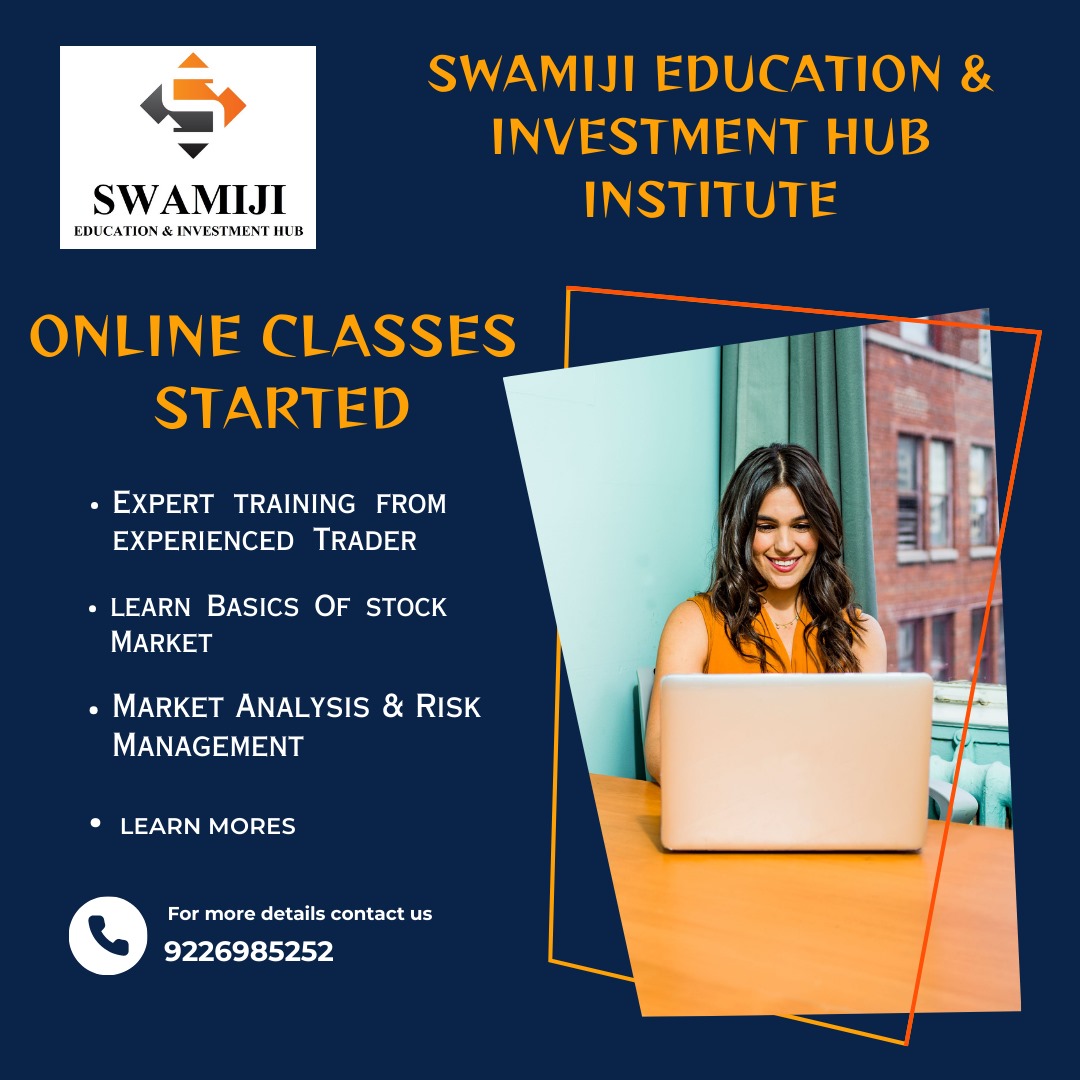 SWAMIJI
EDUCATION & INVESTMENT HUB
SWAMIJI EDUCATION &
INVESTMENT HUB
INSTITUTE
ONLINE CLASSES
STARTED
• EXPERT TRAINING FROM
EXPERIENCED TRADER
• LEARN BASICS OF STOCK
MARKET
• MARKET ANALYSIS & RISK
MANAGEMENT
• LEARN MORES
For more details contact us
9226985252